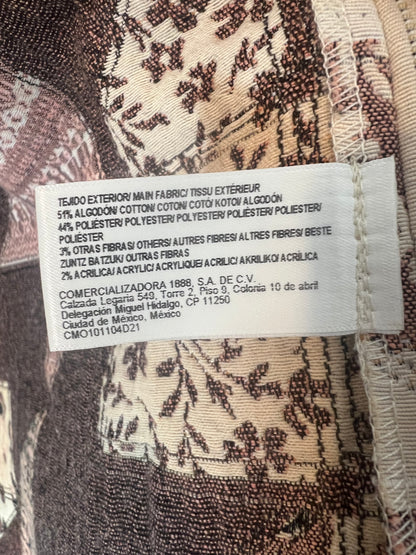 TEJIDO EXTERIOR/ MAIN FABRIC/ TISSU EXTÉRIEUR
51% ALGODÓN/ COTTON/ COTON/ COTÓ/ KOTOI/ ALGODÓN
44% POLIÉSTER/ POLYESTER/ POLYESTER/ POLIÈSTER/ POLIESTER/
POLIÉSTER
3% OTRAS FIBRAS/ OTHERS/ AUTRES FIBRES/ ALTRES FIBRES/ BESTE
ZUNTZ BATZUK/ OUTRAS FIBRAS
2% ACRILICA/ ACRYLIC/ ACRYLIQUE/ ACRÍLIC/ AKRILIKO/ ACRÍLICA
COMERCIALIZADORA 1888, S.A. DE C.V.
Calzada Legaria 549, Torre 2, Piso 9, Colonia 10 de abril
Delegación Miguel Hidalgo, CP 11250
Ciudad de México, México
CMO101104D21